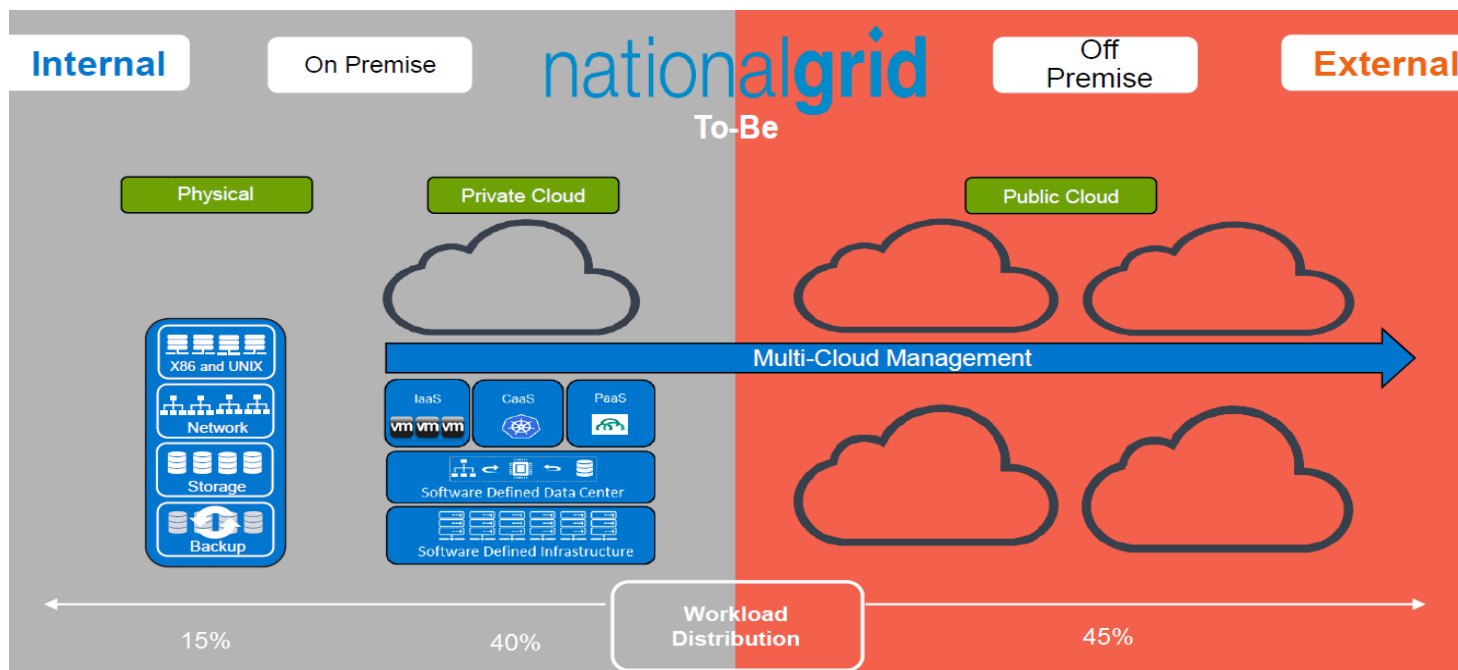 Internal
On Premise
nationalgrid
Off
Premise
External
To-Be
Physical
Private Cloud
Public Cloud
X86 and UNIX
Network
Storage
Backup
Multi-Cloud Management
IaaS
CaaS
PaaS
vm vm vm
Software Defined Data Center
Software Defined Infrastructure
Workload
Distribution
15%
40%
45%